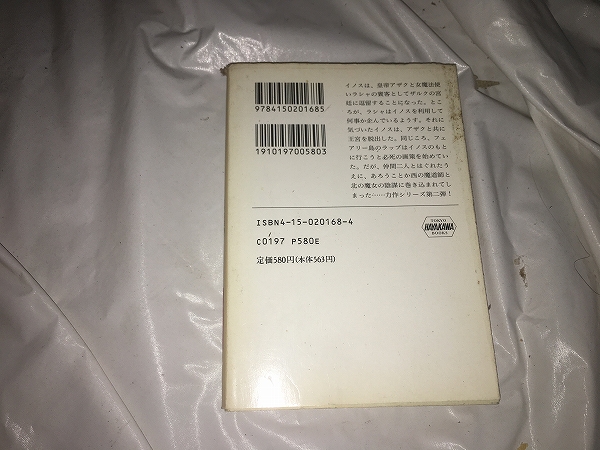 イノスは、皇帝アザクと女魔法使
いラシャの賓客としてザルクの宮
廷に逗留することになった。とこ
ろが、ラシャはイノスを利用して
何事か企んでいるようす。それに
気づいたイノスは、アザクと共に
王宮を脱出した。同じころ、フェ
アリー島のラップはイノスのもと
に行こうと必死の画策を始めてい
た。だが、仲間二人とはぐれたう
えに、あろうことか西の魔道師と
北の魔女の陰謀に巻き込まれてし
まった……力作シリーズ第二弾!
9784150201685
1910197005803
ISBN4-15-020168-4
C0197 P580E
定価580円(本体563円)
TOKYO
HAYAKAWA
BOOKS